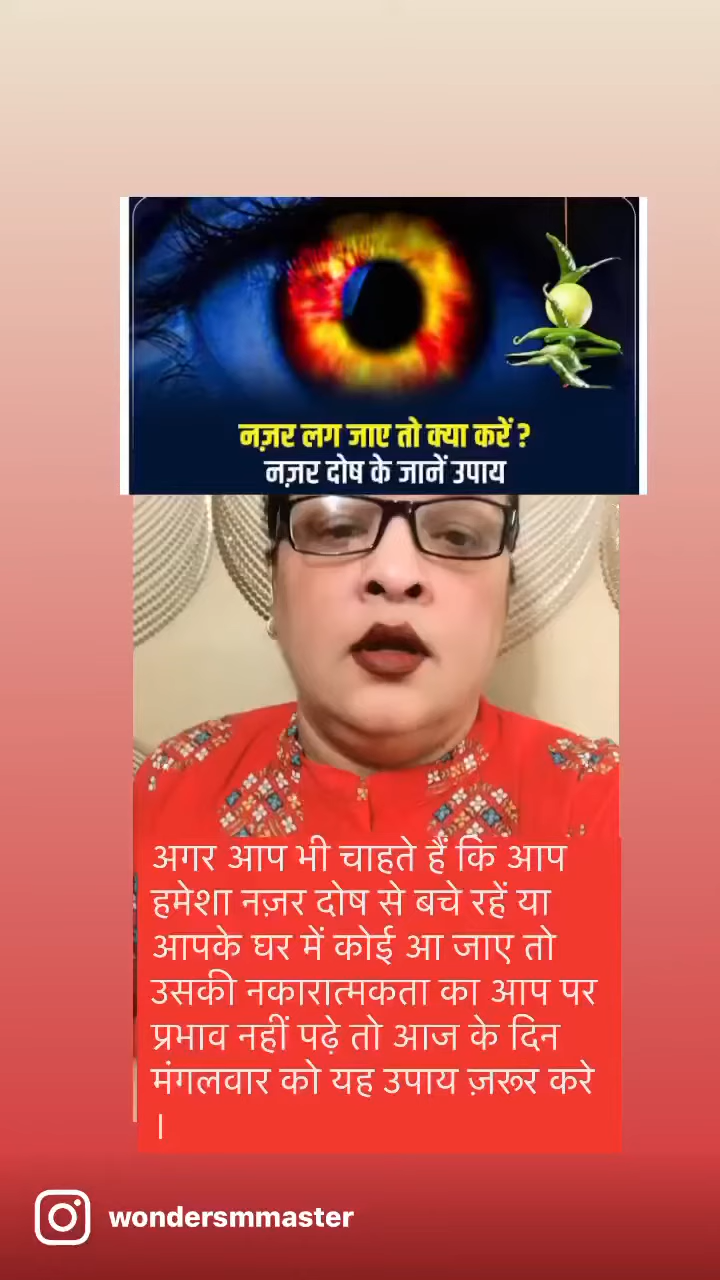 नज़र लग जाए तो क्या करें ?
नज़र दोष के जानें उपाय
अगर आप भी चाहते हैं कि आप
हमेशा नज़र दोष से बचे रहें या
आपके घर में कोई आ जाए तो
उसकी नकारात्मकता का आप पर
प्रभाव नहीं पढ़े तो आज के दिन
मंगलवार को यह उपाय ज़रूर करे
।
wondersmmaster